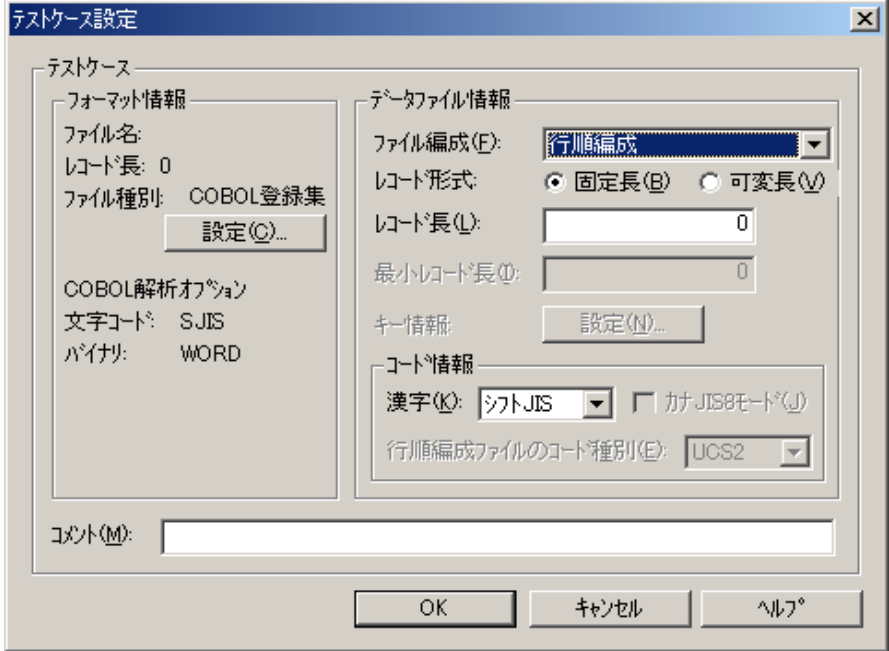 テストケース設定
テストケース
フォーマット情報
ファイル名:
レコード長: 0
ファイル種別: COBOL登録集
設定(C)...
COBOL解析オプション
文字コード: SJIS
バイナリ: WORD
データファイル情報
ファイル編成(F): 行順編成
レコード形式: 固定長(B) 可変長(V)
レコード長(L): 0
最小レコード長(I): 0
キー情報: 設定(N)...
コード情報
漢字(K): シフトJIS カナJIS8モード(J)
行順編成ファイルのコード種別(E): UCS2
コメント(M):
OK キャンセル ヘルプ